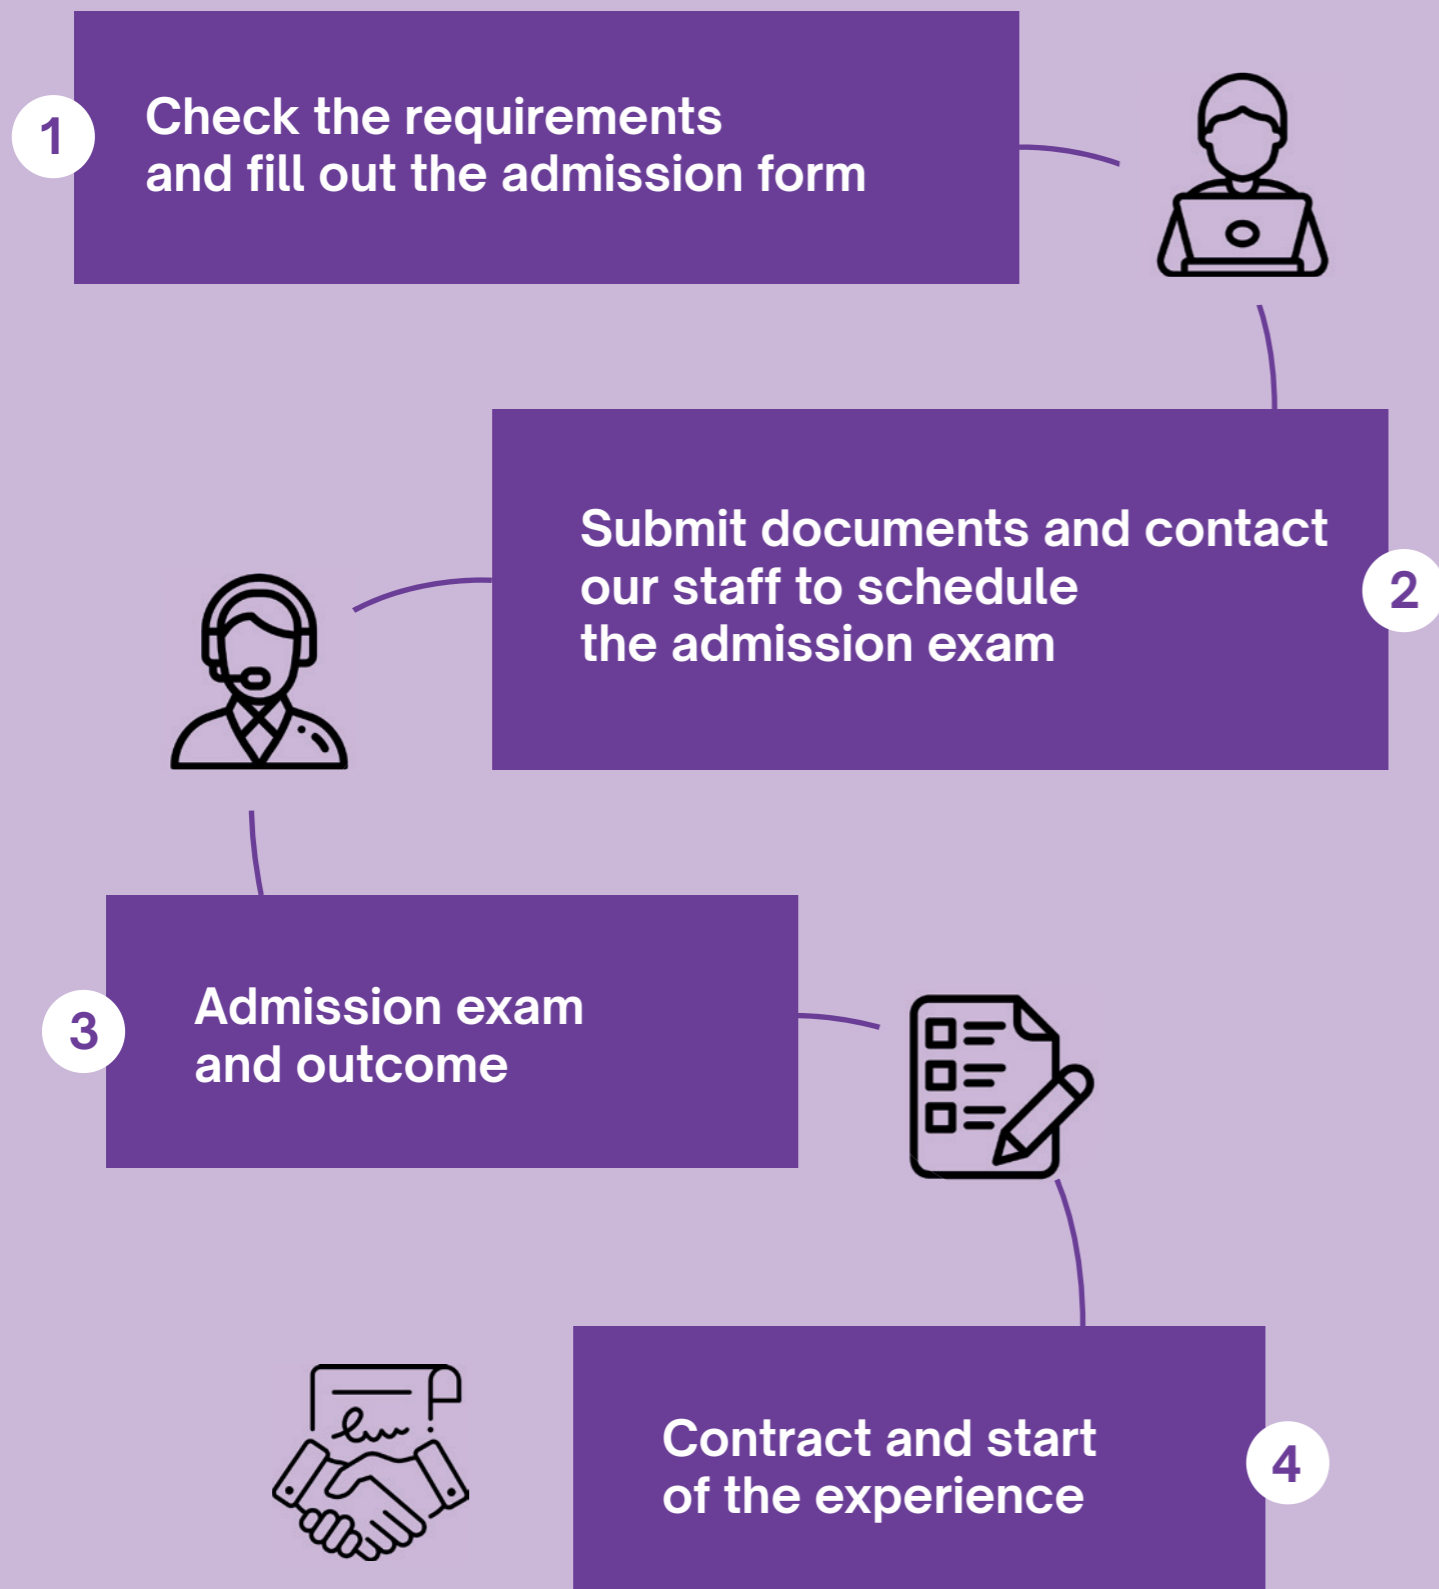 1
Check the requirements
and fill out the admission form
Submit documents and contact
our staff to schedule
the admission exam
2
3
Admission exam
and outcome
Contract and start
of the experience
4